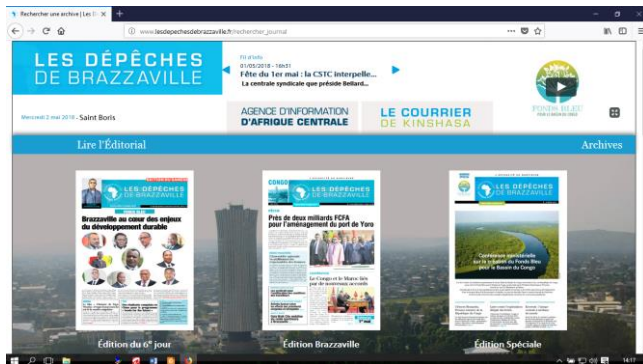 Rechercher une archive | Les D
www.lesdepechesdebrazzaville.fr/rechercher_journal
LES DÉPÊCHES
DE BRAZZAVILLE
Fil d'info
01/05/2018 - 16h31
Fête du 1er mai : la CSTC interpelle...
La centrale syndicale que préside Bellard...
FONDS BLEU
Mercredi 2 mai 2018 - Saint Boris
AGENCE D'INFORMATION
D'AFRIQUE CENTRALE
LE COURRIER
DE KINSHASA
Lire l'Éditorial
Archives
LES DÉPÊCHES
DE BRAZZAVILLE
Brazzaville au cœur des enjeux
du développement durable
CONGO
LES DÉPÊCHES
DE BRAZZAVILLE
Près de deux milliards FCFA
pour l'aménagement du port de Yoro
Le Congo et le Maroc liés
par de nouveaux accords
LES DÉPÊCHES
DE BRAZZAVILLE
Conférence ministérielle
sur la création du Fonds Bleu
pour le Bassin du Congo
Édition du 6e jour
Édition Brazzaville
Édition Spéciale
14:17